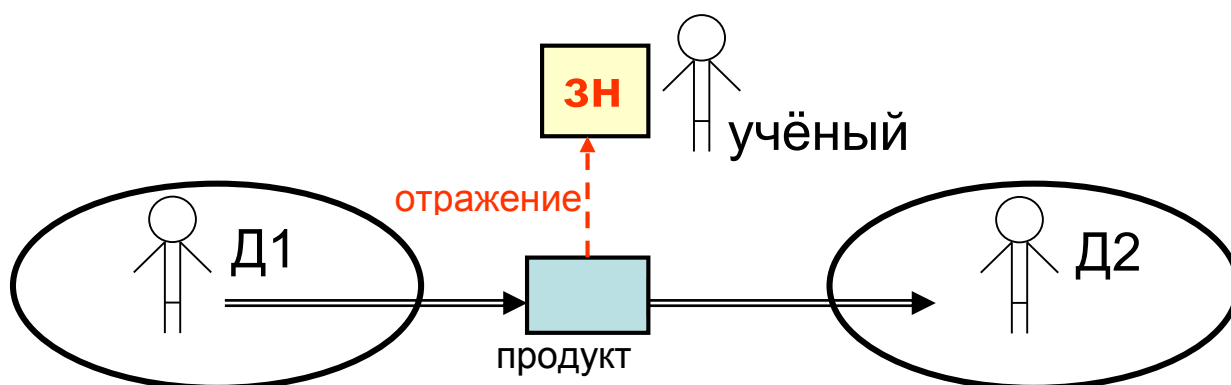 зн
учёный
отражение
Д1
Д2
продукт